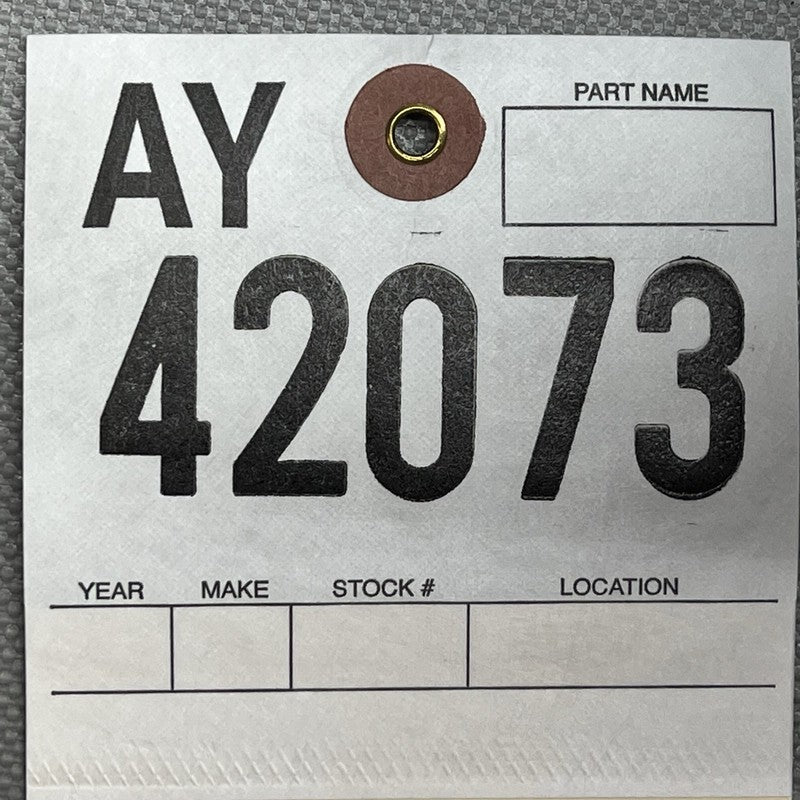 AY
PART NAME
42073
YEAR MAKE STOCK # LOCATION